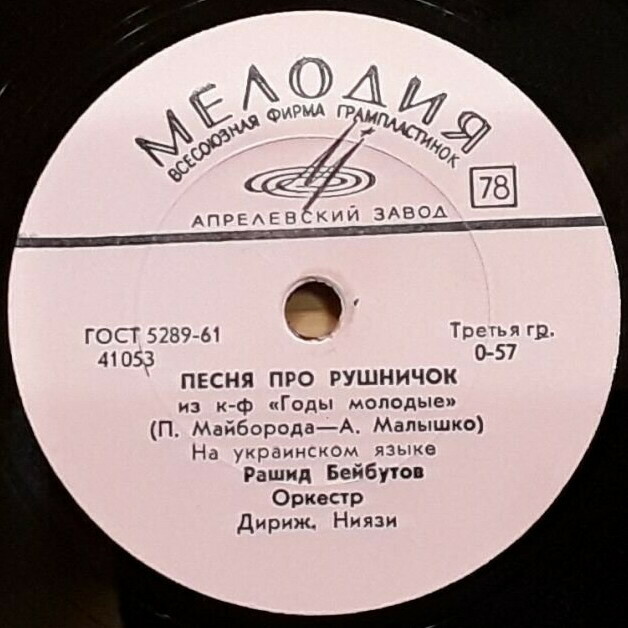 МЕЛОДИЯ
ВСЕСОЮЗНАЯ ФИРМА ГРАМПЛАСТИНОК
78
АПРЕЛЕВСКИЙ ЗАВОД
ГОСТ 5289-61
41053
Третья гр.
0-57
ПЕСНЯ ПРО РУШНИЧОК
из к-ф «Годы молодые»
(П. Майборода—А. Малышко)
На украинском языке
Рашид Бейбутов
Оркестр
Дириж. Ниязи